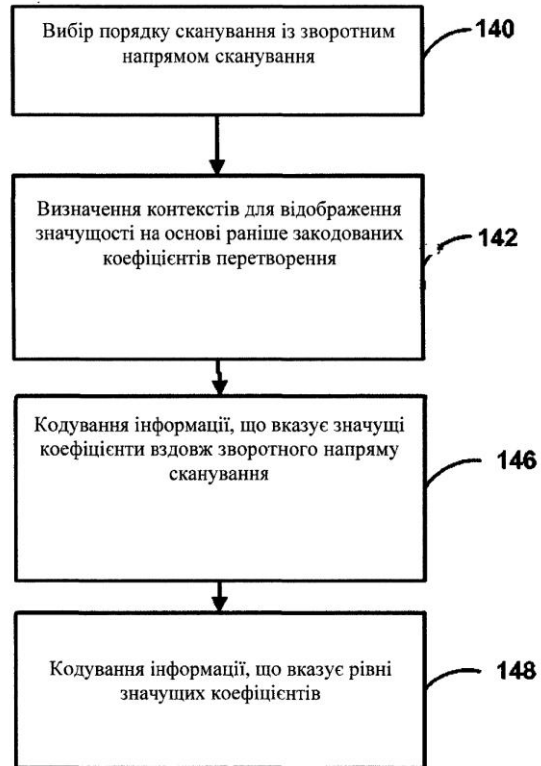 Вибір порядку сканування із зворотним
напрямом сканування
140
Визначення контекстів для відображення
значущості на основі раніше закодованих
коефіцієнтів перетворення
142
Кодування інформації, що вказує значущі
коефіцієнти вздовж зворотного напряму
сканування
146
Кодування інформації, що вказує рівні
значущих коефіцієнтів
148